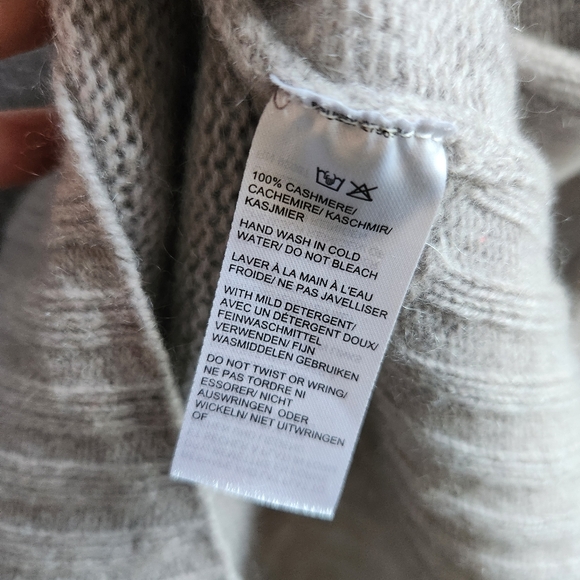 100% CASHMERE/
CACHEMIRE/ KASCHMIR/
KASJMIER
HAND WASH IN COLD
WATER/ DO NOT BLEACH
LAVER À LA MAIN À L'EAU
FROIDE/ NE PAS JAVELLISER
WITH MILD DETERGENT/
AVEC UN DÉTERGENT DOUX/
FEINWASCHMITTEL
VERWENDEN/ FIJN
WASMIDDELEN GEBRUIKEN
DO NOT TWIST OR WRING/
NE PAS TORDRE NI
ESSORER/ NICHT
AUSWRINGEN ODER
WICKELN/ NIET UITWRINGEN
OF